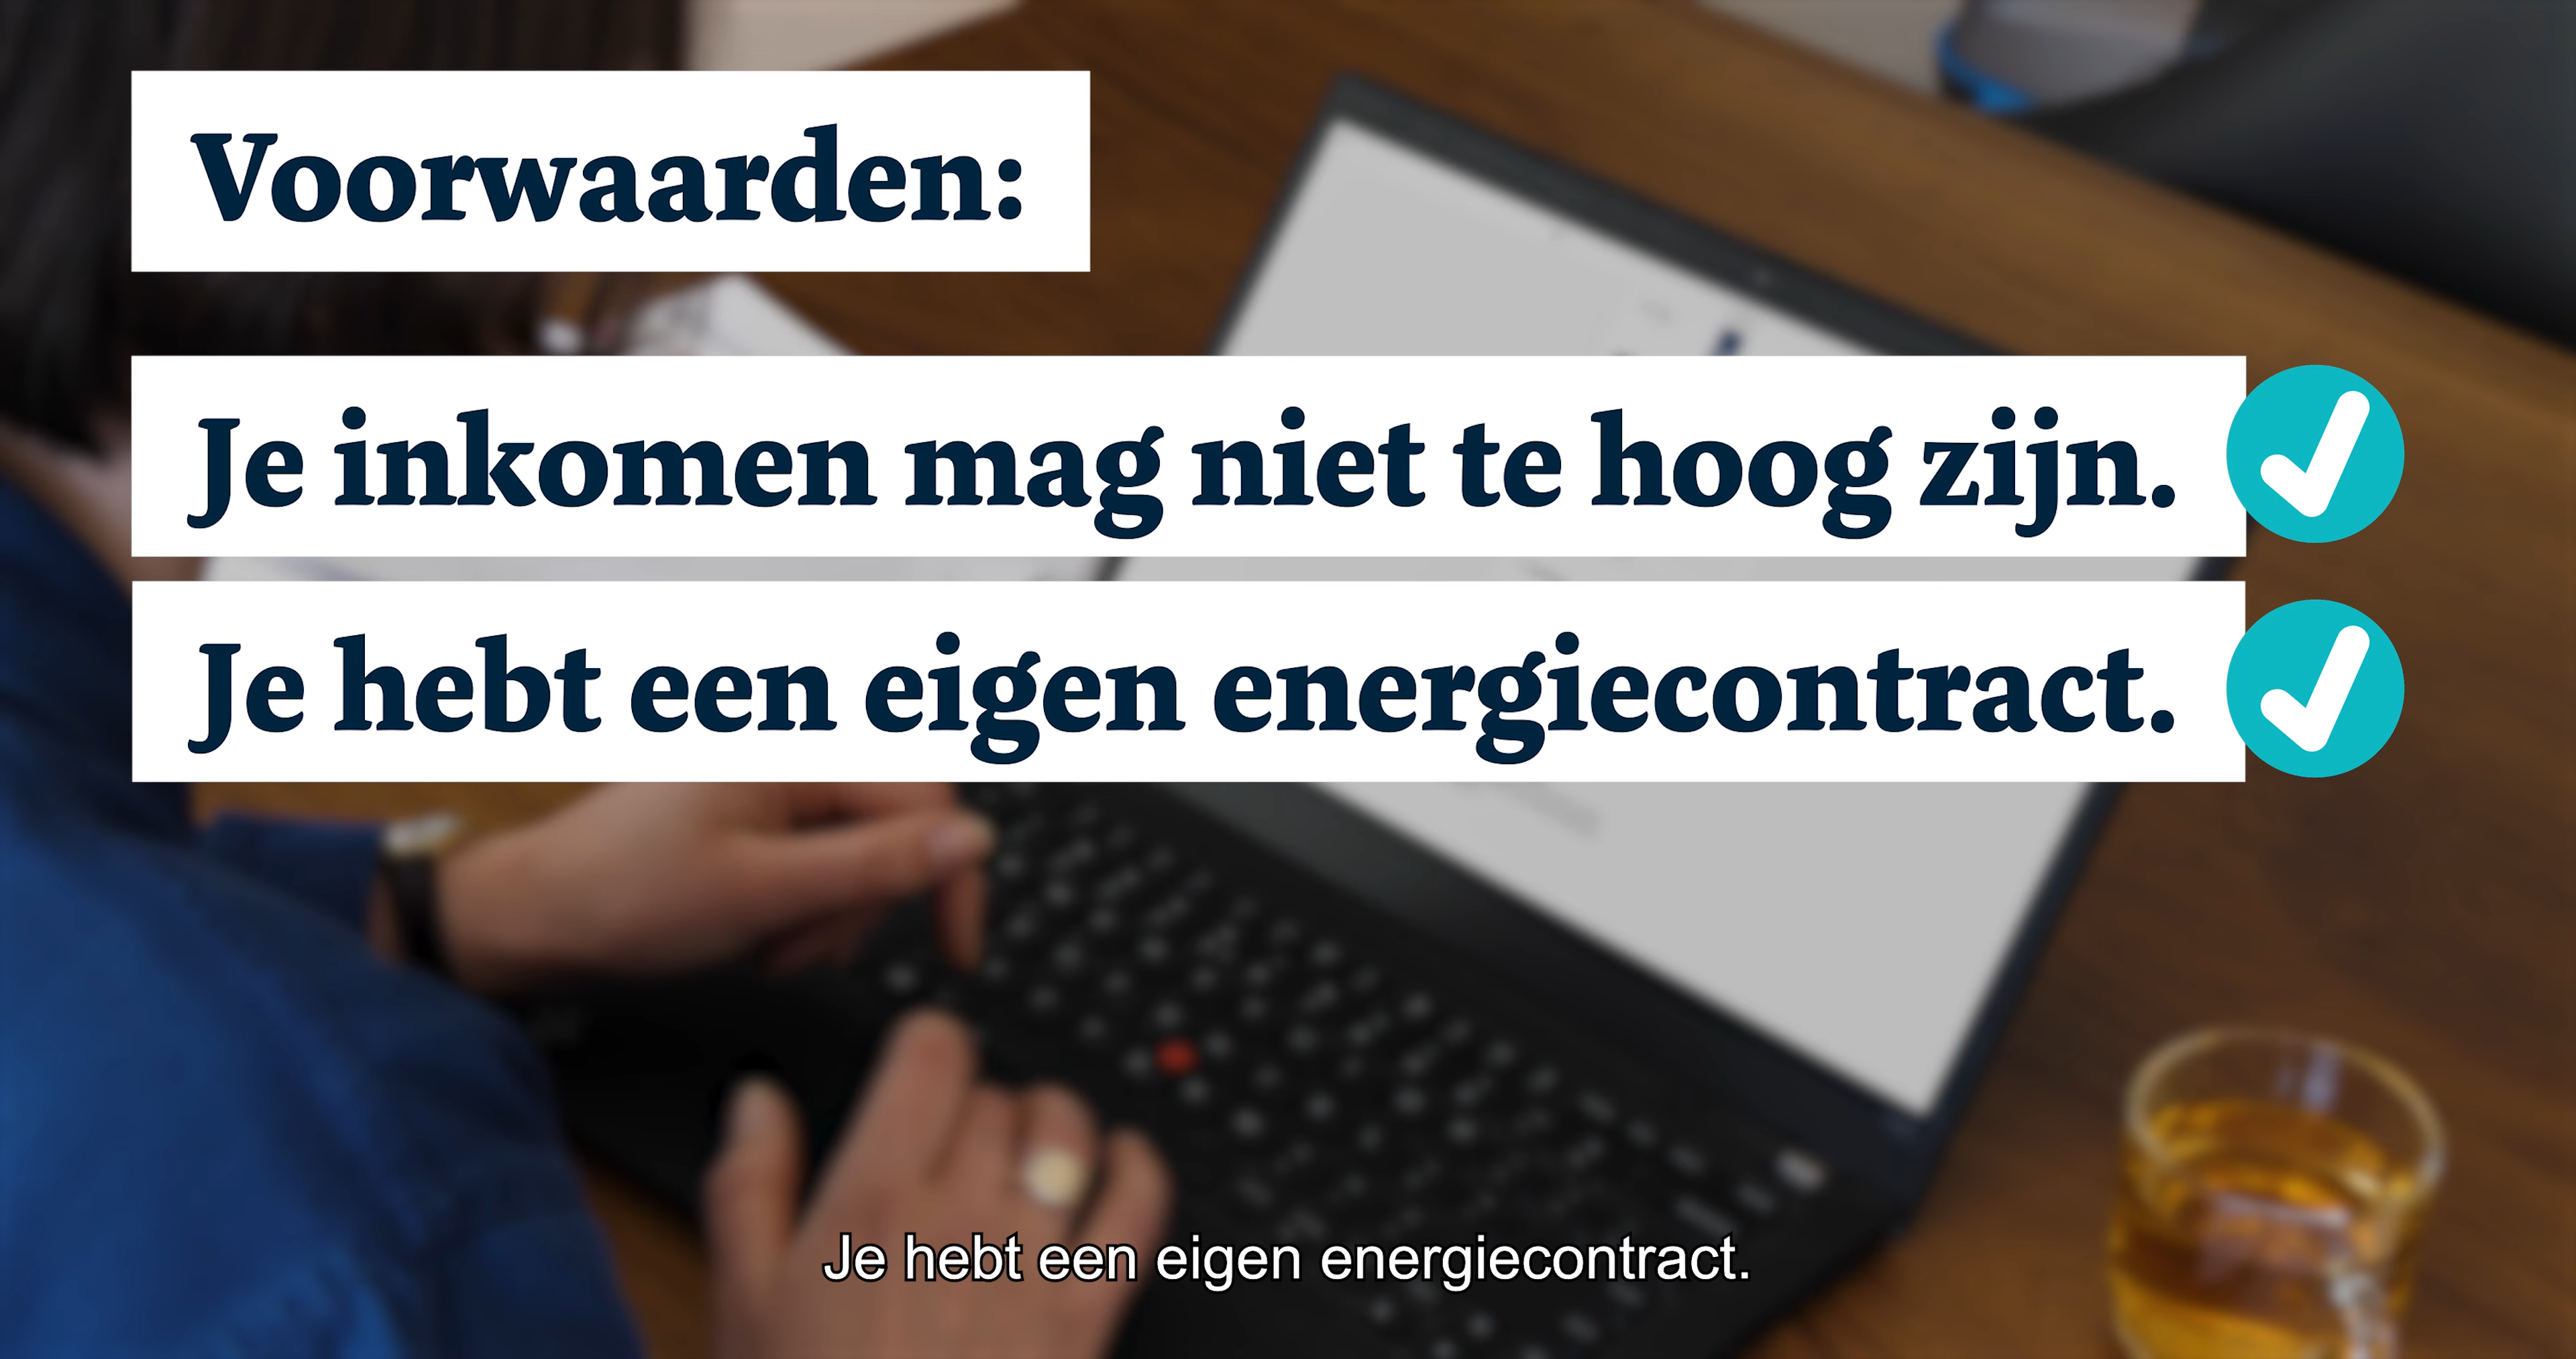 Voorwaarden:
Je inkomen mag niet te hoog zijn.
Je hebt een eigen energiecontract.
Je hebt een eigen energiecontract.